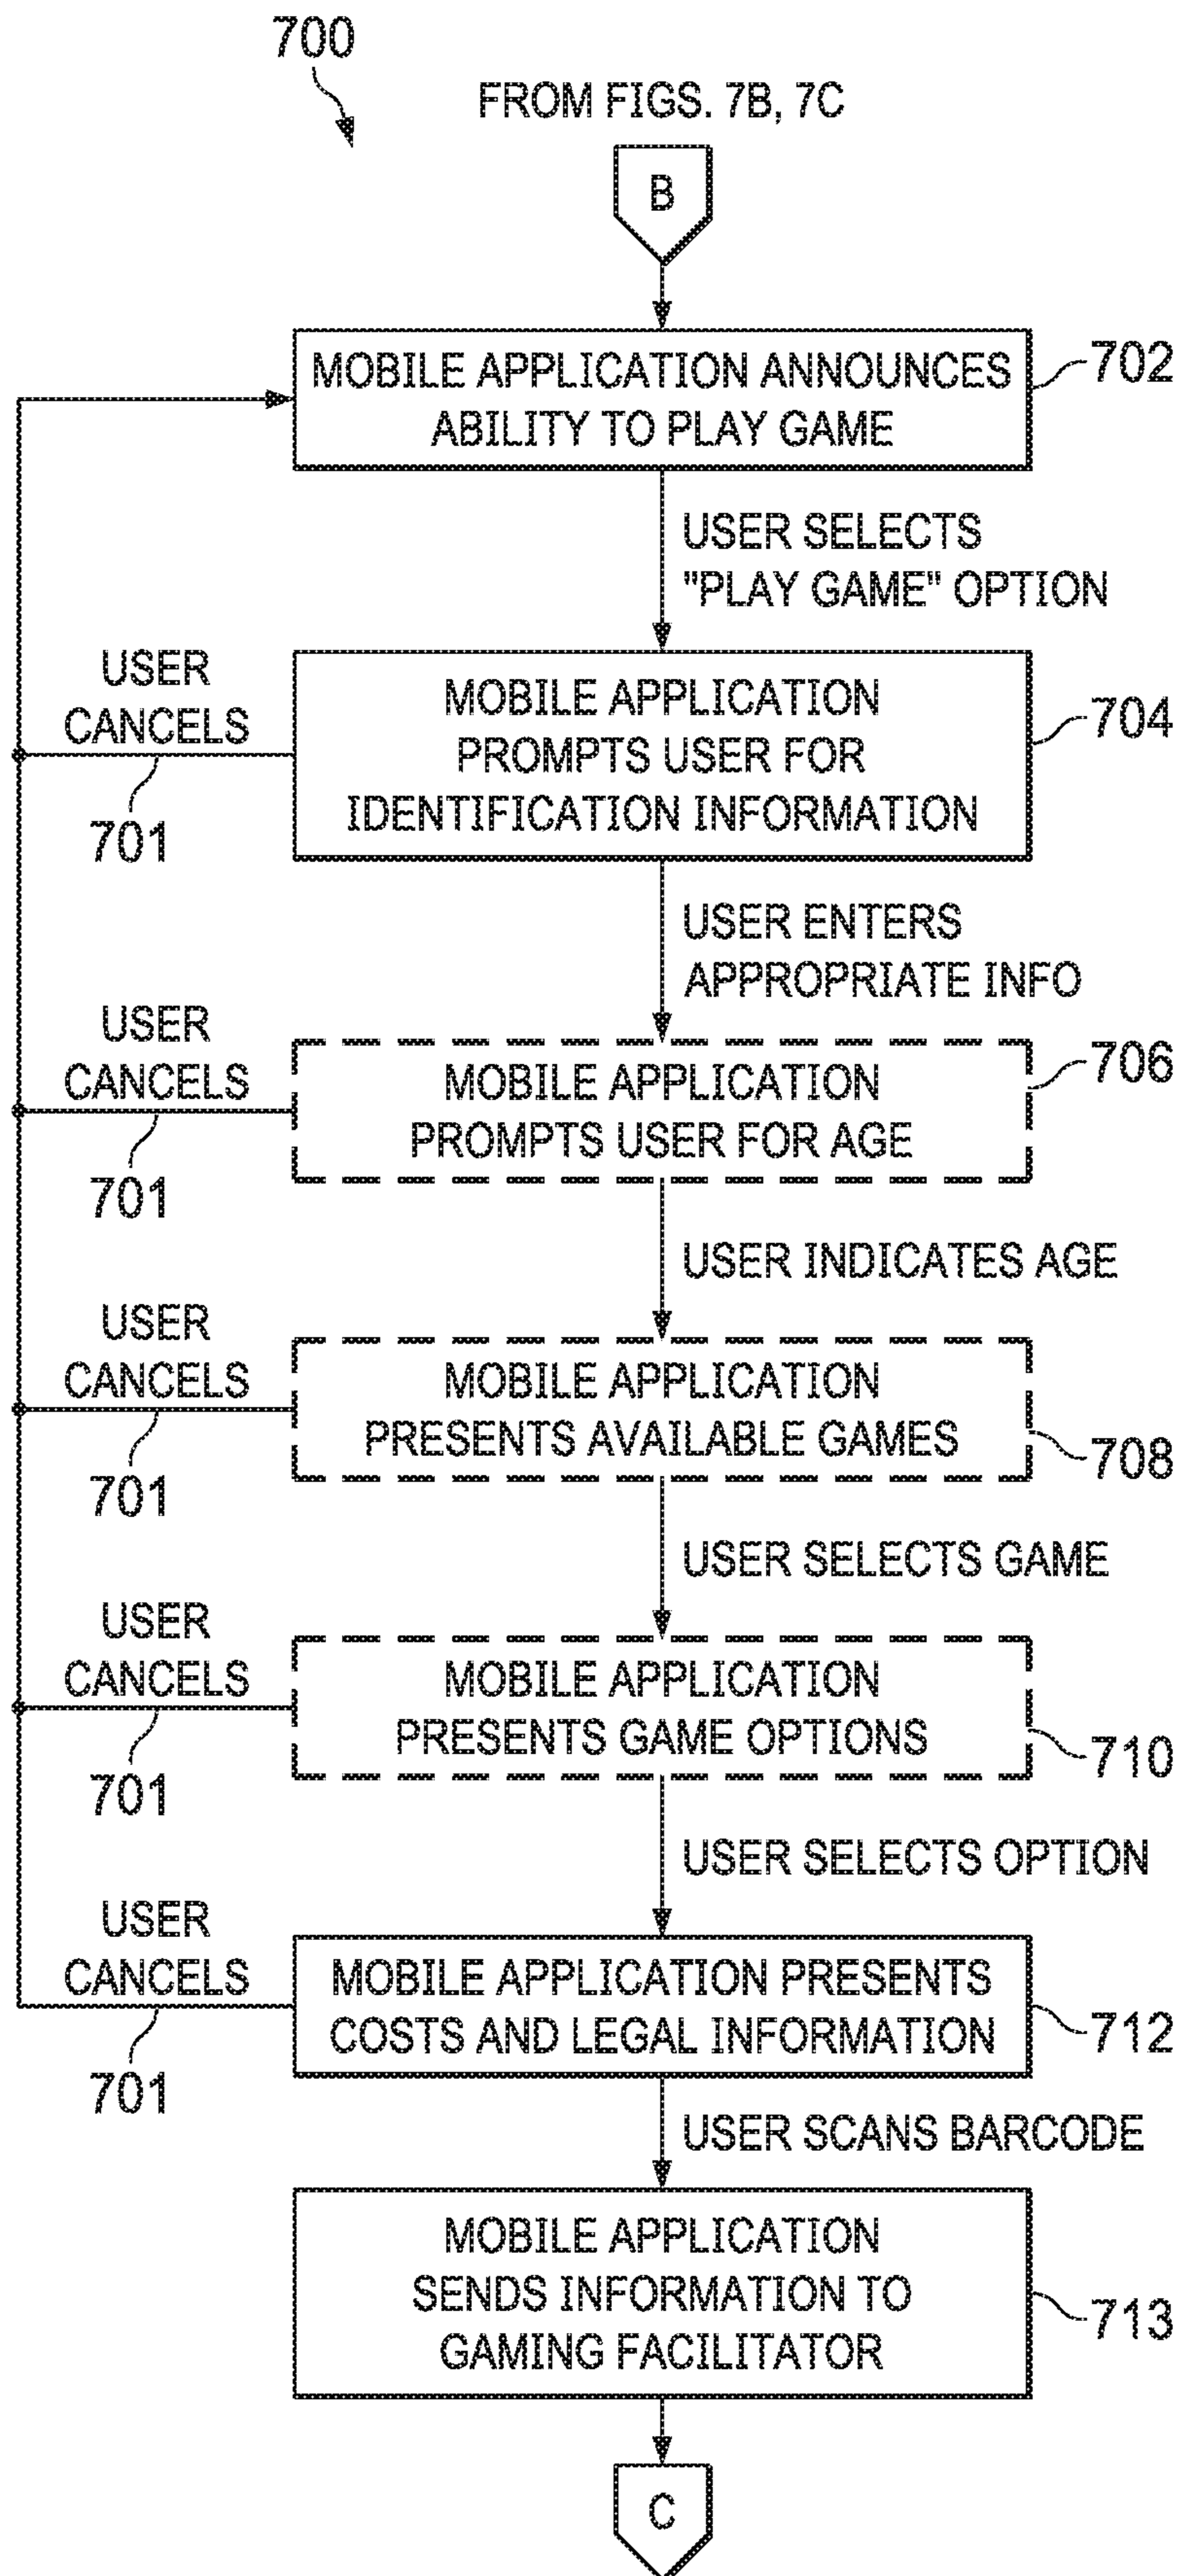 700
FROM FIGS. 7B, 7C
B
MOBILE APPLICATION ANNOUNCES
ABILITY TO PLAY GAME
702
USER SELECTS
"PLAY GAME" OPTION
USER
CANCELS
701
MOBILE APPLICATION
PROMPTS USER FOR
IDENTIFICATION INFORMATION
704
USER ENTERS
APPROPRIATE INFO
USER
CANCELS
701
MOBILE APPLICATION
PROMPTS USER FOR AGE
706
USER INDICATES AGE
USER
CANCELS
701
MOBILE APPLICATION
PRESENTS AVAILABLE GAMES
708
USER SELECTS GAME
USER
CANCELS
701
MOBILE APPLICATION
PRESENTS GAME OPTIONS
710
USER SELECTS OPTION
USER
CANCELS
701
MOBILE APPLICATION PRESENTS
COSTS AND LEGAL INFORMATION
712
USER SCANS BARCODE
MOBILE APPLICATION
SENDS INFORMATION TO
GAMING FACILITATOR
713
C